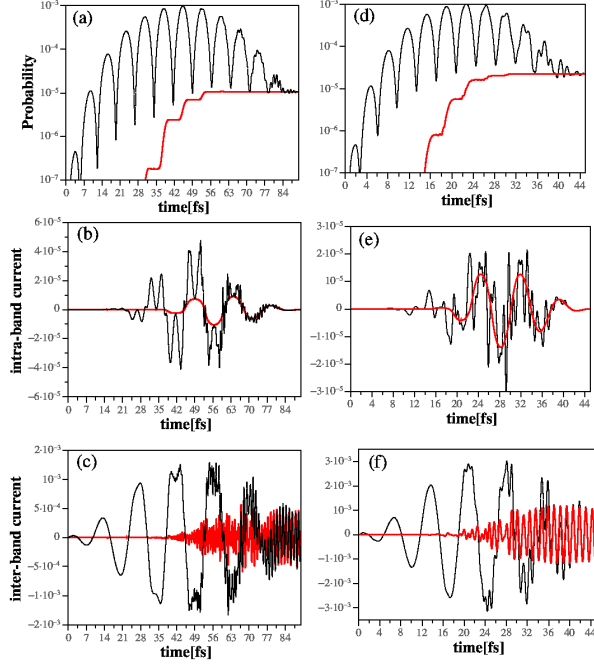 (a)
Probability
10⁻³
10⁻⁴
10⁻⁵
10⁻⁶
10⁻⁷
0 7 14 21 28 35 42 49 56 63 70 77 84
time[fs]
(d)
10⁻³
10⁻⁴
10⁻⁵
10⁻⁶
10⁻⁷
0 4 8 12 16 20 24 28 32 36 40 44
time[fs]
(b)
intra-band current
6·10⁻⁵
4·10⁻⁵
2·10⁻⁵
0
−2·10⁻⁵
−4·10⁻⁵
−6·10⁻⁵
0 7 14 21 28 35 42 49 56 63 70 77 84
time[fs]
(e)
3·10⁻⁵
2·10⁻⁵
1·10⁻⁵
0
−1·10⁻⁵
−2·10⁻⁵
−3·10⁻⁵
0 4 8 12 16 20 24 28 32 36 40 44
time[fs]
(c)
inter-band current
2·10⁻³
1·10⁻³
5·10⁻⁴
0
−5·10⁻⁴
−1·10⁻³
−2·10⁻³
0 7 14 21 28 35 42 49 56 63 70 77 84
time[fs]
(f)
3·10⁻³
2·10⁻³
1·10⁻³
0
−1·10⁻³
−2·10⁻³
−3·10⁻³
0 4 8 12 16 20 24 28 32 36 40 44
time[fs]